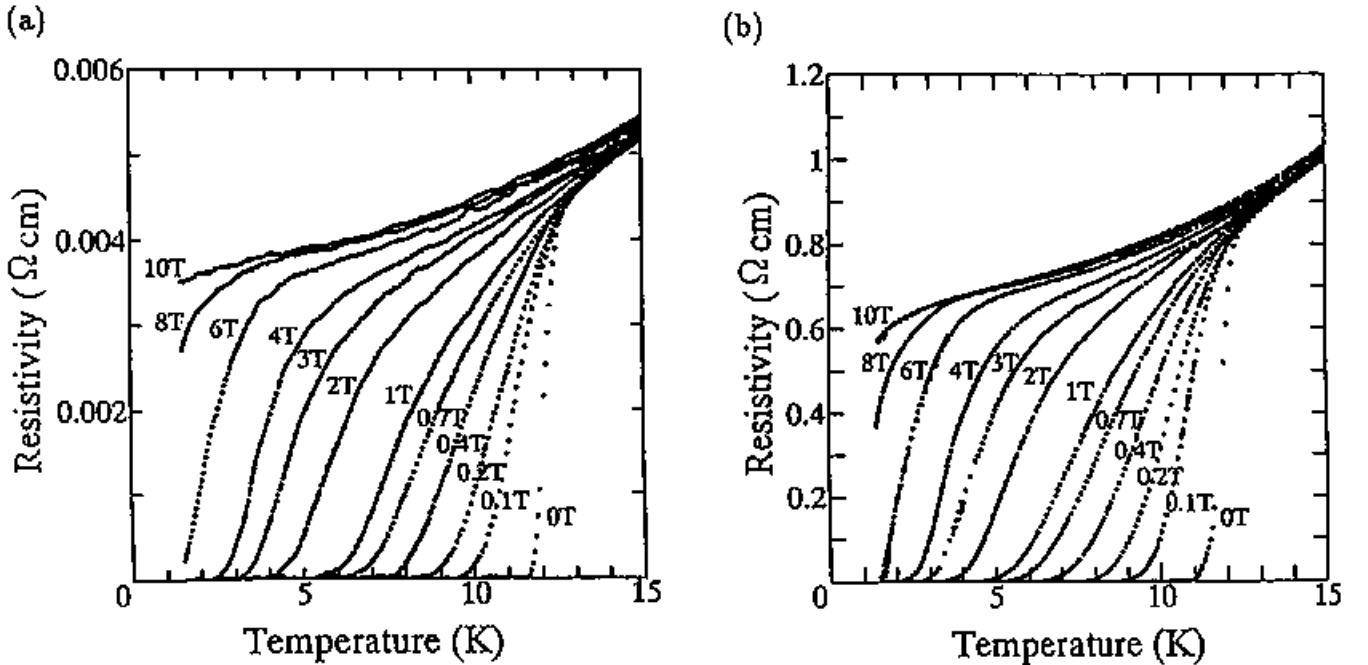 (a)
0.006
0.004
0.002
Resistivity ( Ω cm)
10T
8T
6T
4T
3T
2T
1T
0.7T
0.4T
0.2T
0.1T
0T
0
5
10
15
Temperature (K)
(b)
1.2
1
0.8
0.6
0.4
0.2
Resistivity ( Ω cm)
10T
8T
6T
4T
3T
2T
1T
0.7T
0.4T
0.2T
0.1T
0T
0
5
10
15
Temperature (K)